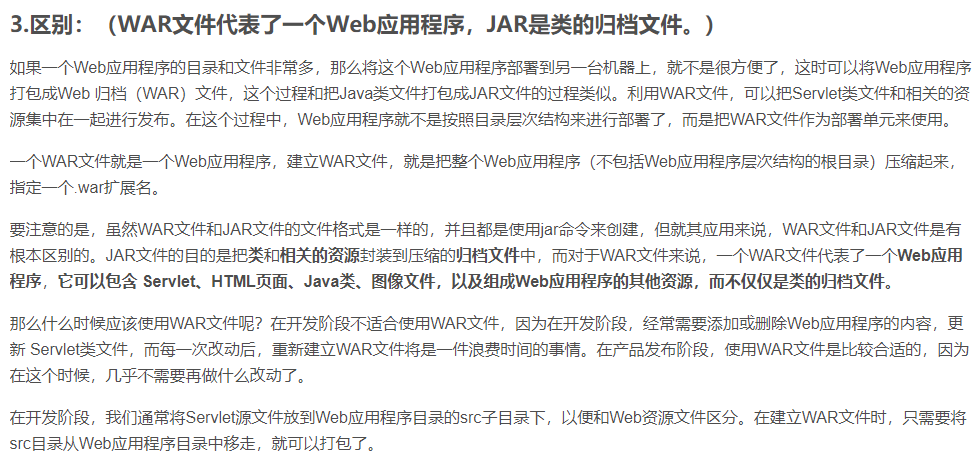 3.区别：（WAR文件代表了一个Web应用程序，JAR是类的归档文件。）
如果一个Web应用程序的目录和文件非常多，那么将这个Web应用程序部署到另一台机器上，就不是很方便了，这时可以将Web应用程序
打包成Web 归档（WAR）文件，这个过程和把Java类文件打包成JAR文件的过程类似。利用WAR文件，可以把Servlet类文件和相关的资
源集中在一起进行发布。在这个过程中，Web应用程序就不是按照目录层次结构来进行部署了，而是把WAR文件作为部署单元来使用。
一个WAR文件就是一个Web应用程序，建立WAR文件，就是把整个Web应用程序（不包括Web应用程序层次结构的根目录）压缩起来，
指定一个.war扩展名。
要注意的是，虽然WAR文件和JAR文件的文件格式是一样的，并且都是使用jar命令来创建，但就其应用来说，WAR文件和JAR文件是有
根本区别的。JAR文件的目的是把类和相关的资源封装到压缩的归档文件中，而对于WAR文件来说，一个WAR文件代表了一个Web应用
程序，它可以包含 Servlet、HTML页面、Java类、图像文件，以及组成Web应用程序的其他资源，而不仅仅是类的归档文件。
那么什么时候应该使用WAR文件呢？在开发阶段不适合使用WAR文件，因为在开发阶段，经常需要添加或删除Web应用程序的内容，更
新 Servlet类文件，而每一次改动后，重新建立WAR文件将是一件浪费时间的事情。在产品发布阶段，使用WAR文件是比较合适的，因为
在这个时候，几乎不需要再做什么改动了。
在开发阶段，我们通常将Servlet源文件放到Web应用程序目录的src子目录下，以便和Web资源文件区分。在建立WAR文件时，只需要将
src目录从Web应用程序目录中移走，就可以打包了。